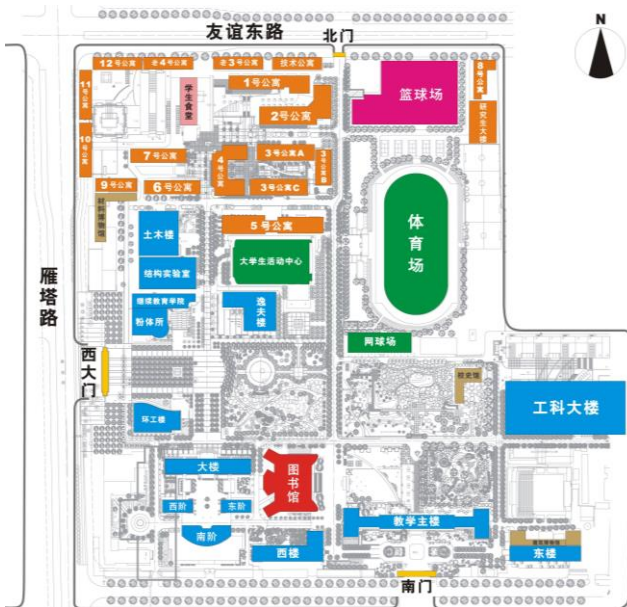 友谊东路
北门
N
12号公寓
老4号公寓
老3号公寓
技术公寓
8号公寓
11号公寓
学生食堂
1号公寓
篮球场
研究生大楼
2号公寓
10号公寓
7号公寓
4号公寓
3号公寓A
3号公寓B
9号公寓
6号公寓
3号公寓C
体育场
土木楼
5号公寓
大学生活动中心
雁塔路
结构实验室
继续教育学院
逸夫楼
粉体所
网球场
西大门
校史馆
工科大楼
环工楼
大楼
图书馆
西阶
东阶
教学主楼
南阶
西楼
东楼
南门